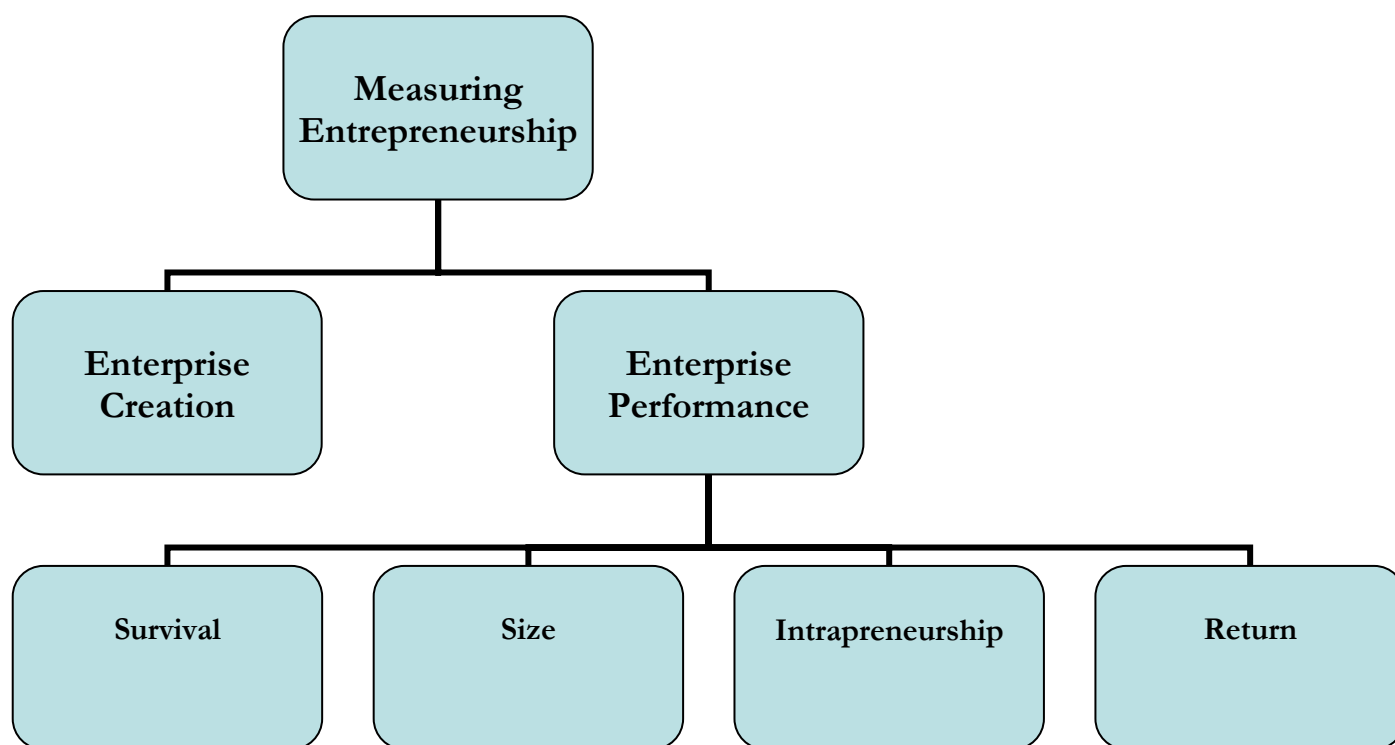 Measuring
Entrepreneurship
Enterprise
Creation
Enterprise
Performance
Survival
Size
Intrapreneurship
Return